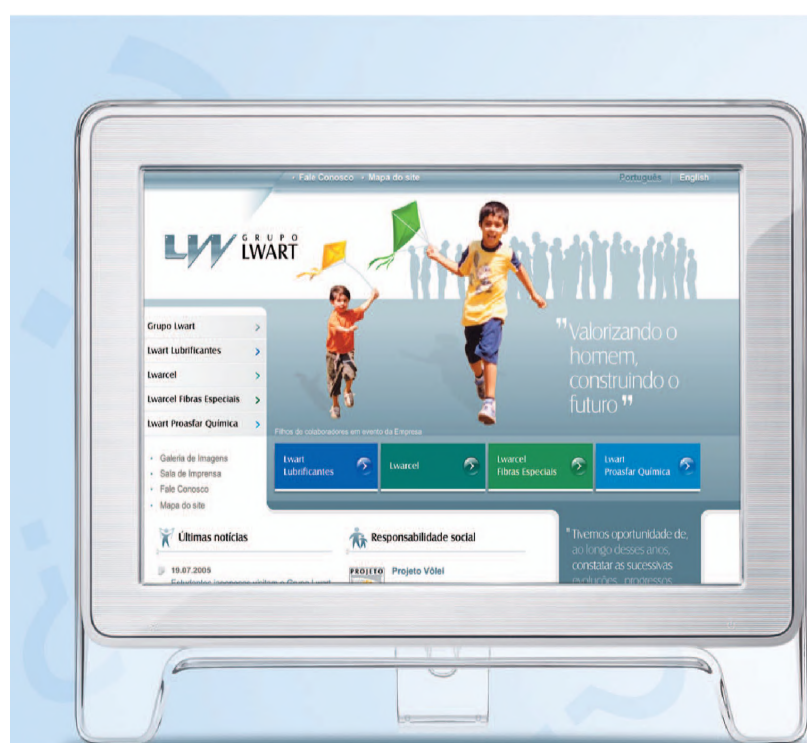 Fale Conosco
Mapa do site
Português
English
LW GRUPO
LWART
Grupo Lwart
Lwart Lubrificantes
Lwarcel
Lwarcel Fibras Especiais
Lwart Proasfar Química
"Valorizando o
homem,
construindo o
futuro"
Filhos de colaboradores em evento da Empresa
Galeria de Imagens
Sala de Imprensa
Fale Conosco
Mapa do site
Lwart
Lubrificantes
Lwarcel
Lwarcel
Fibras Especiais
Lwart
Proasfar Química
Últimas notícias
19.07.2005
Responsabilidade social
PROJETO
Projeto Vôlei
"Tivemos oportunidade de,
ao longo desses anos,
constatar as sucessivas
evoluções, progressos